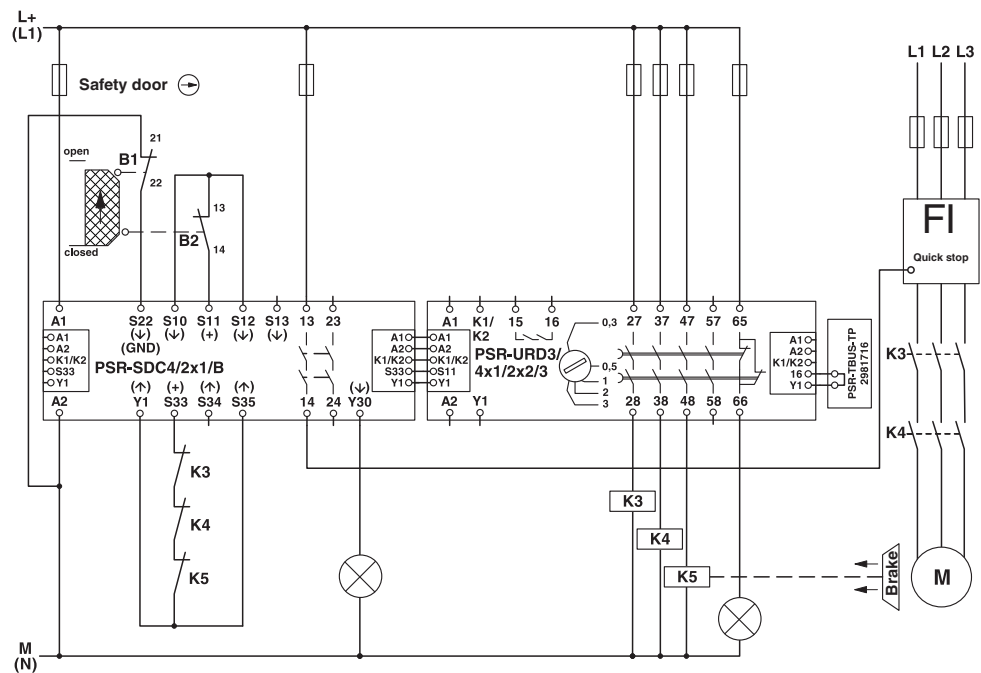 L+
(L1)
Safety door
L1 L2 L3
open
B1
21
22
closed
B2
13
14
FI
Quick stop
A1 S22 S10 S11 S12 S13 13 23
(↓) (↓) (+) (↓) (↓)
(GND)
A1
A2
K1/K2
S33
Y1
PSR-SDC4/2x1/B
A1
A2
K1/K2
S33
Y1
(↑) (+) (↑) (↑) (↓)
A2 Y1 S33 S34 S35 14 24 Y30
A1 K1/ 15 16 27 37 47 57 65
K2
A1
A2
K1/K2
S11
Y1
PSR-URD3/
4x1/2x2/3
0,3
0,5
1
2
3
A1
A2
K1/K2
16
Y1
A2 Y1 28 38 48 58 66
PSR-TBUS-TP
2981716
K3
K4
K3
K4
K5
K3
K4
K5
Brake
M
M
(N)